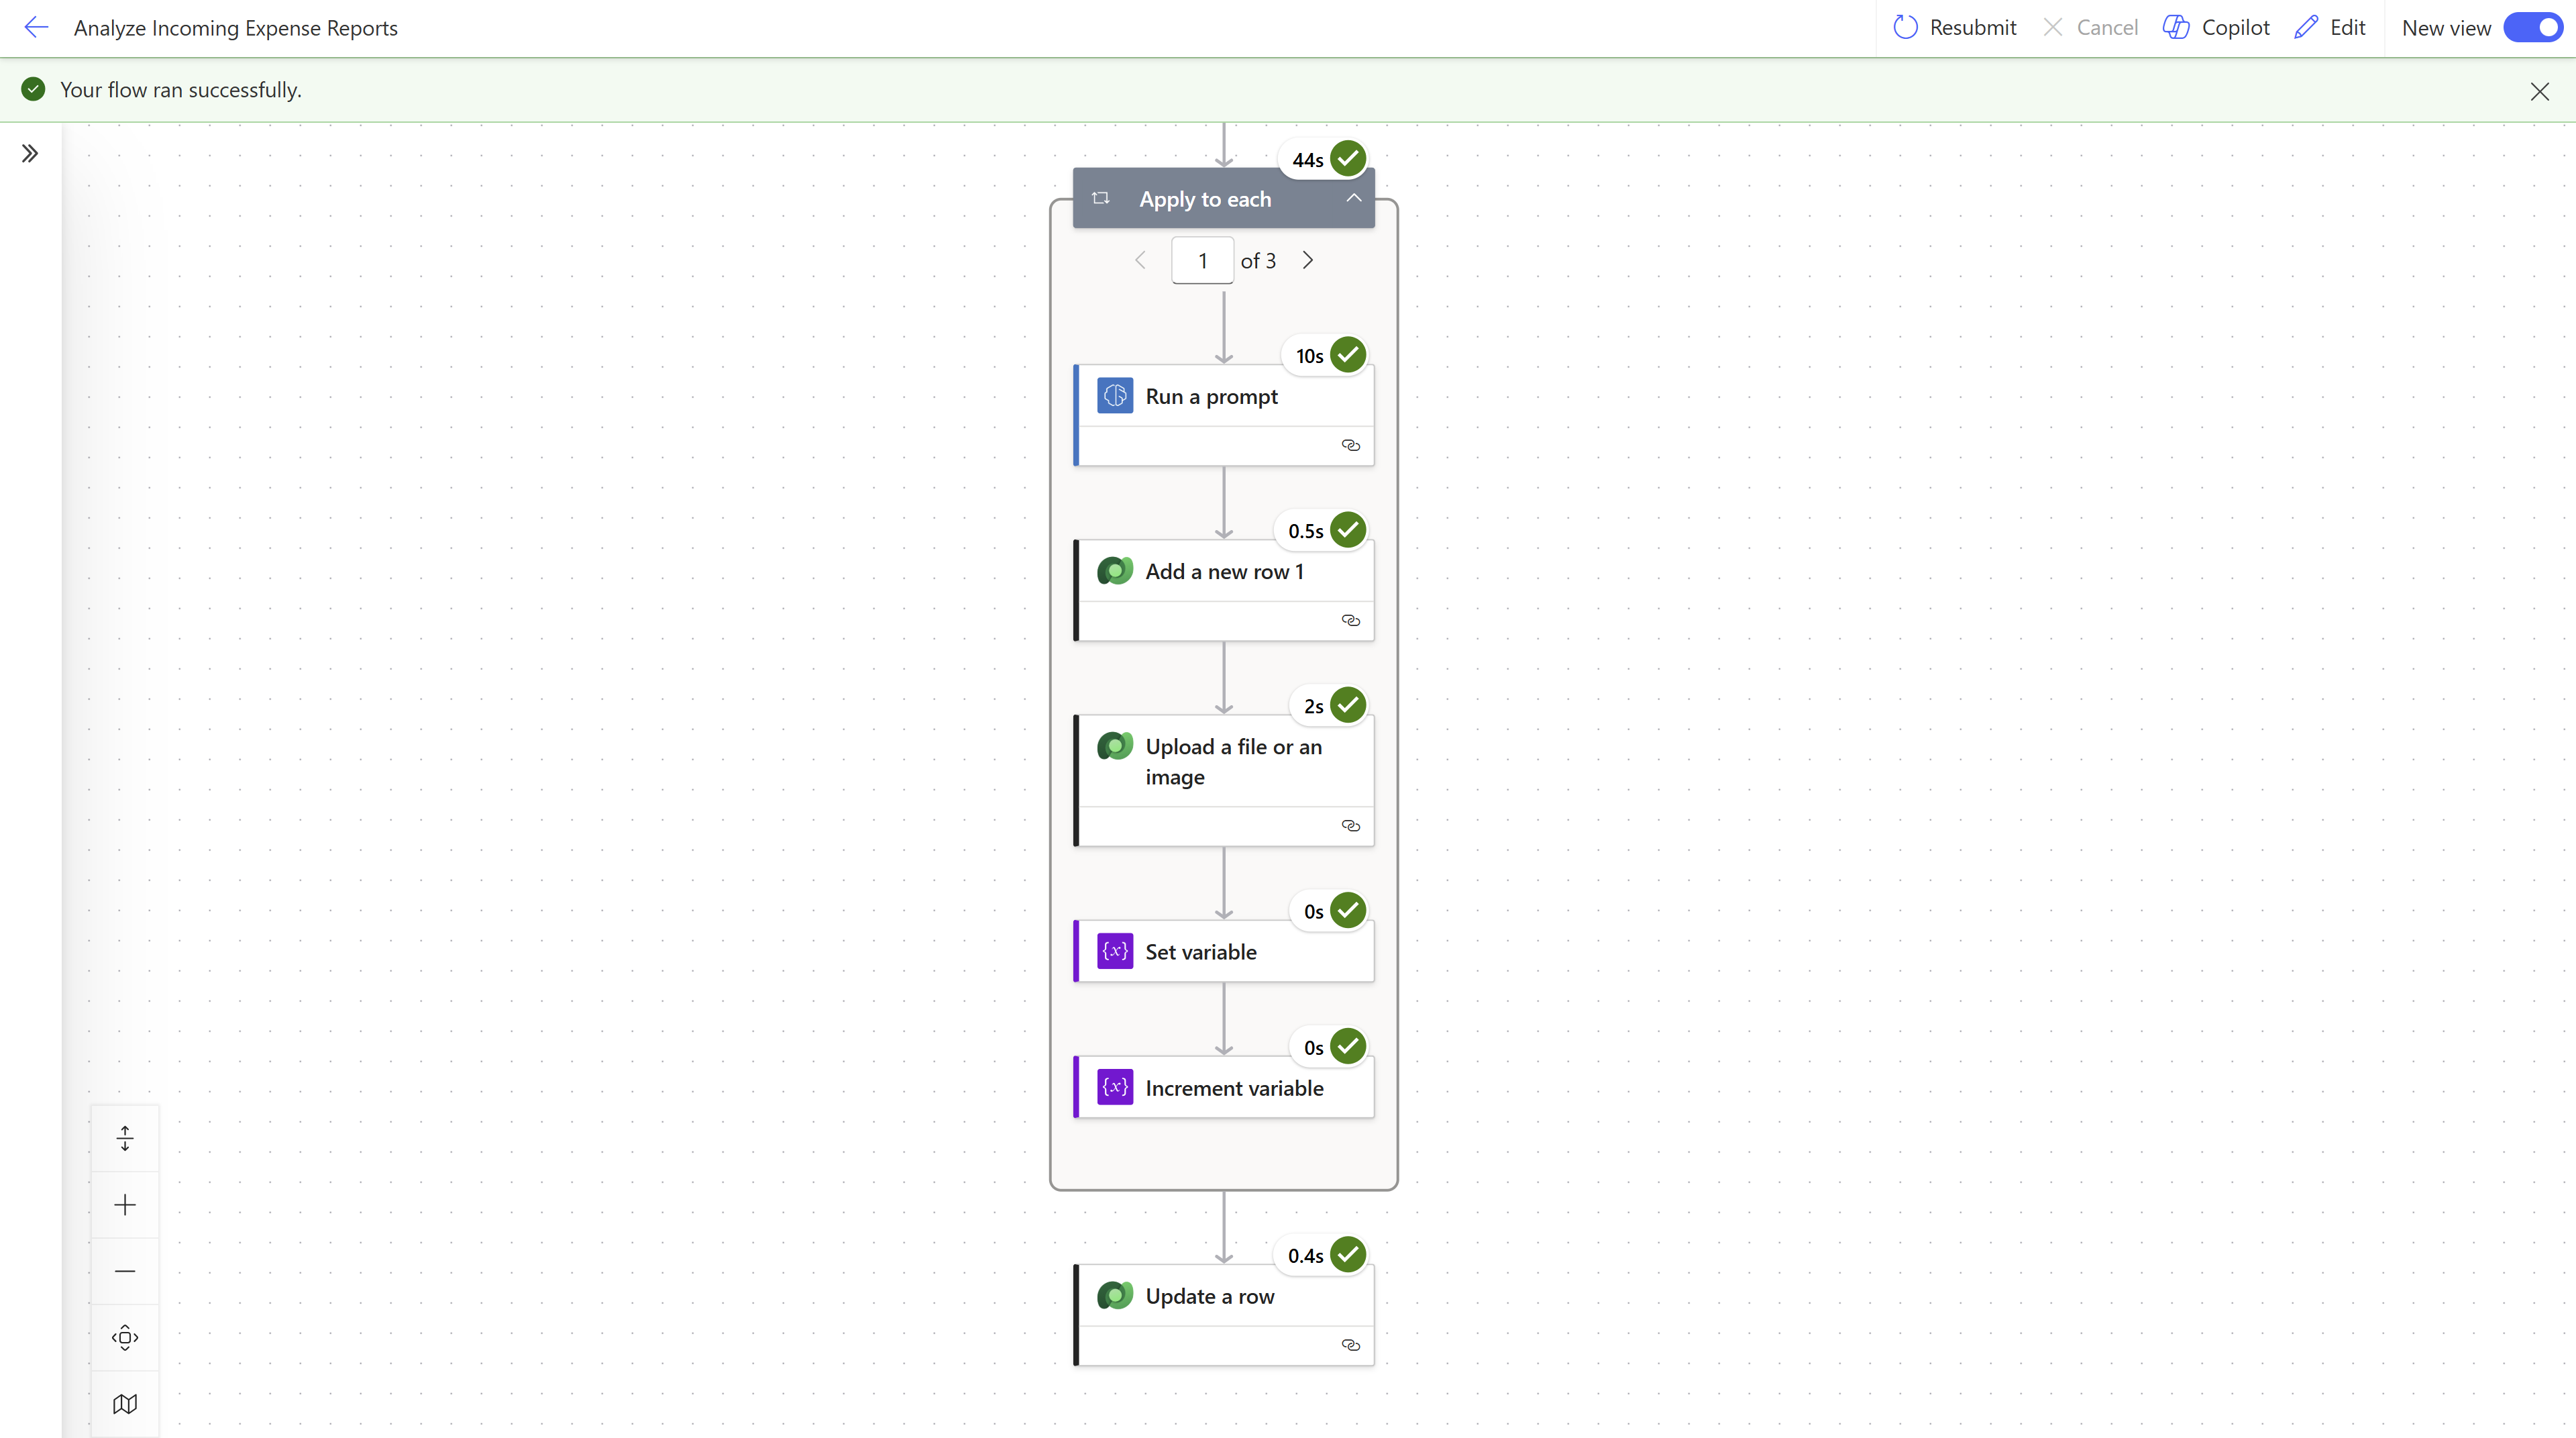 Analyze Incoming Expense Reports
Resubmit
Cancel
Copilot
Edit
New view
Your flow ran successfully.
44s
Apply to each
1 of 3
10s
Run a prompt
0.5s
Add a new row 1
2s
Upload a file or an
image
0s
{x} Set variable
0s
{x} Increment variable
0.4s
Update a row